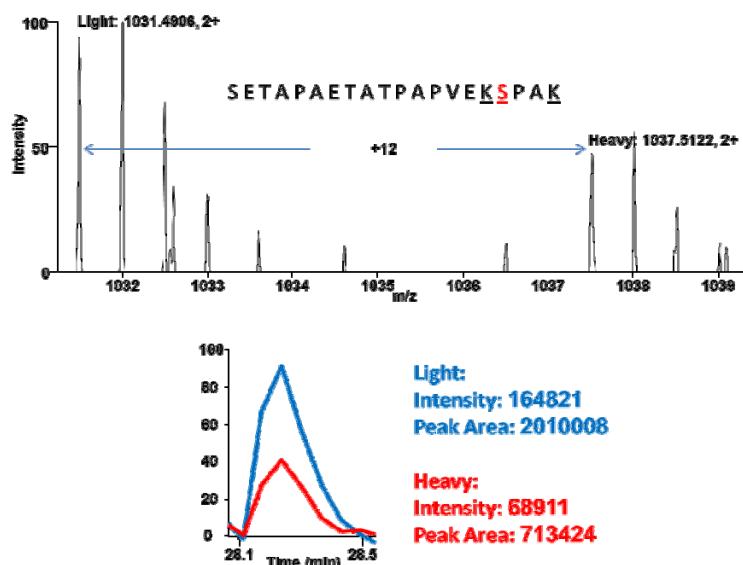 Light: 1031.4906, 2+
100
SETAPAETATPAPVEKSPAK
Intensity
50
+12
Heavy: 1037.5122, 2+
0
1032
1033
1034
1035
1036
1037
1038
1039
m/z
100
80
60
40
20
0
28.1
28.5
Time (min)
Light:
Intensity: 164821
Peak Area: 2010008
Heavy:
Intensity: 68911
Peak Area: 713424